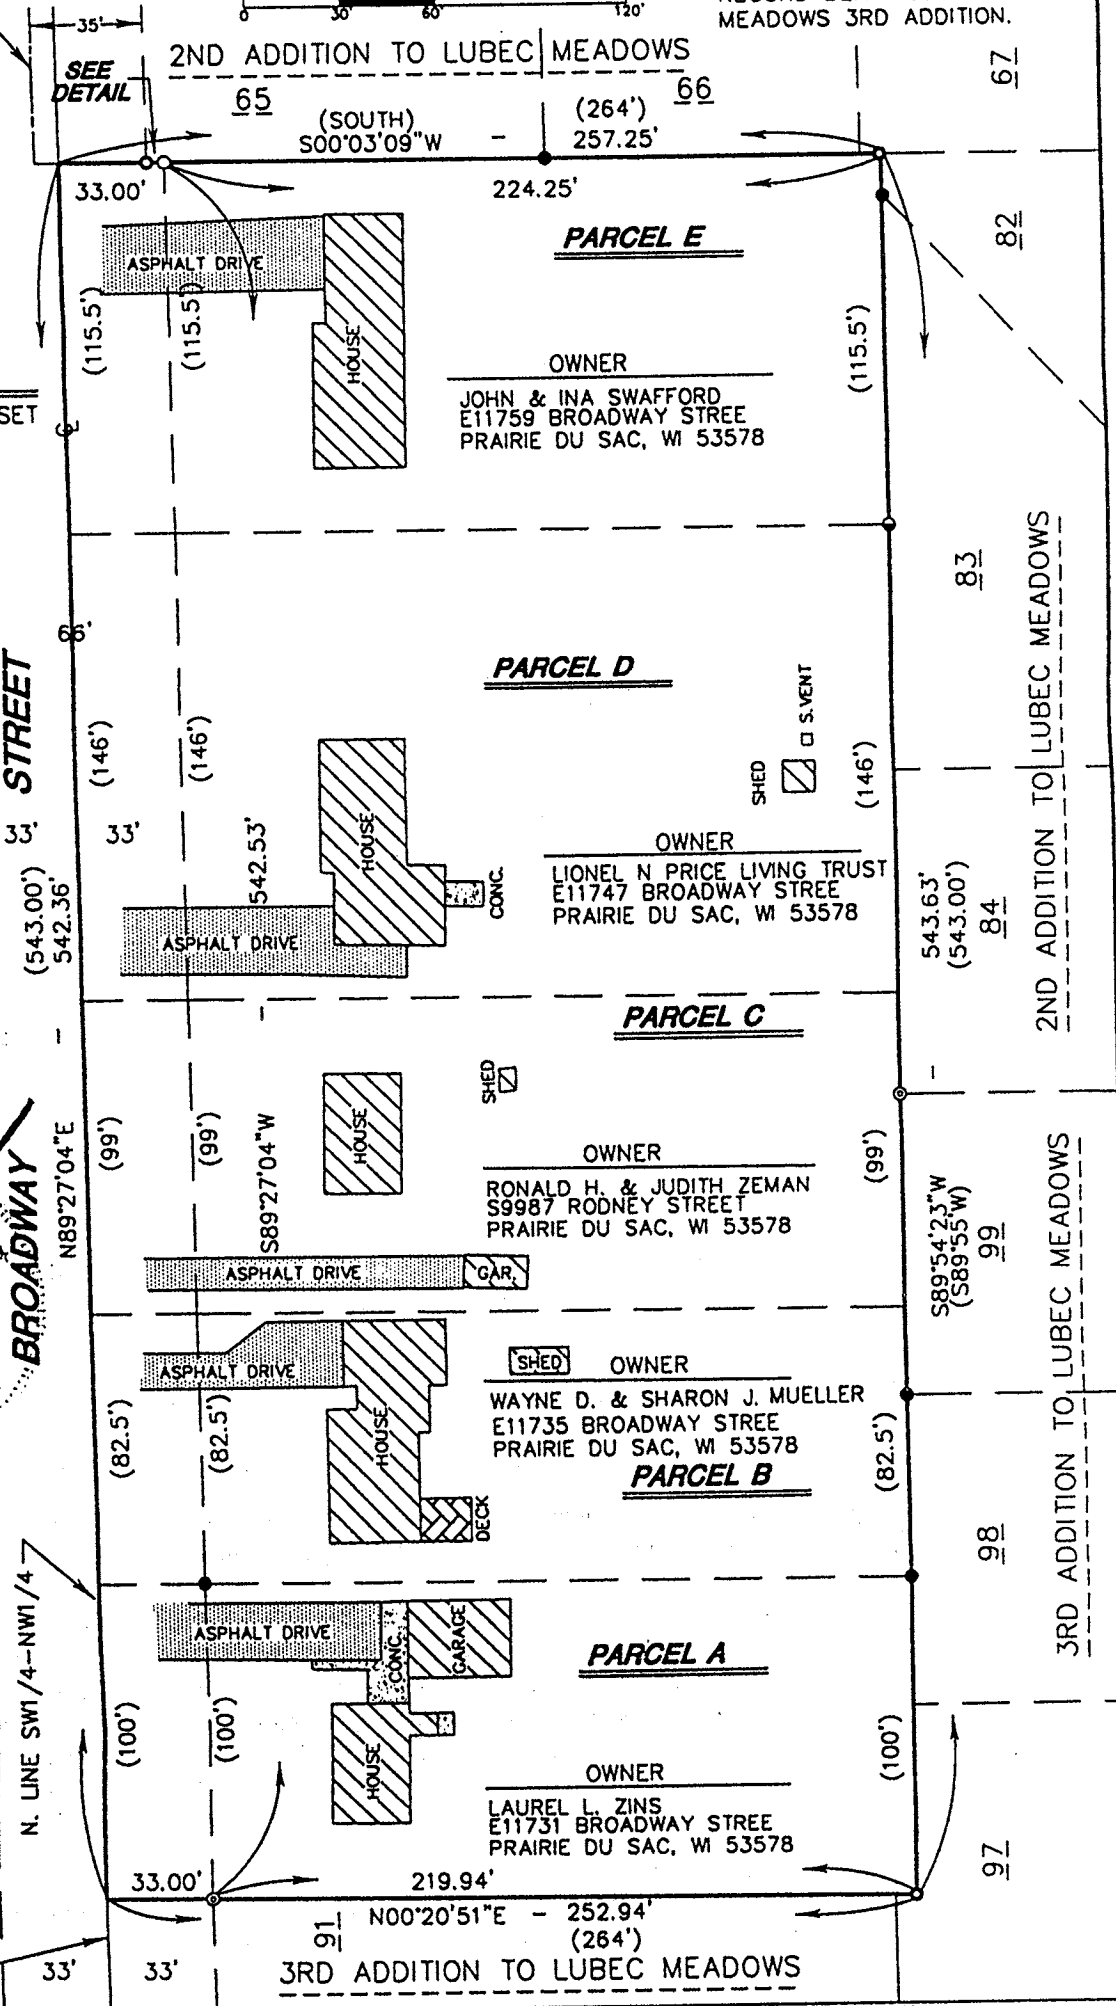 35'
0 30' 60' 120'
MEADOWS 3RD ADDITION.
2ND ADDITION TO LUBEC MEADOWS
SEE
DETAIL
65
66
67
(SOUTH)
S00°03'09"W - 257.25'
(264')
33.00'
224.25'
82
PARCEL E
ASPHALT DRIVE
(115.5')
(115.5')
(115.5')
HOUSE
OWNER
JOHN & INA SWAFFORD
E11759 BROADWAY STREE
PRAIRIE DU SAC, WI 53578
SET
83
66'
PARCEL D
STREET
(146')
(146')
(146')
S.VENT
SHED
HOUSE
33'
33'
542.53'
OWNER
LIONEL N PRICE LIVING TRUST
E11747 BROADWAY STREE
PRAIRIE DU SAC, WI 53578
CONC.
ASPHALT DRIVE
(543.00')
542.36'
543.63'
(543.00')
84
2ND ADDITION TO LUBEC MEADOWS
PARCEL C
SHED
HOUSE
(99')
(99')
(99')
N89°27'04"E -
S89°27'04"W -
OWNER
RONALD H. & JUDITH ZEMAN
S9987 RODNEY STREET
PRAIRIE DU SAC, WI 53578
S89°54'23"W -
(S89°55'W)
99
BROADWAY
ASPHALT DRIVE
GAR.
ASPHALT DRIVE
SHED
OWNER
WAYNE D. & SHARON J. MUELLER
E11735 BROADWAY STREE
PRAIRIE DU SAC, WI 53578
PARCEL B
(82.5')
(82.5')
(82.5')
HOUSE
DECK
98
3RD ADDITION TO LUBEC MEADOWS
N. LINE SW1/4-NW1/4
ASPHALT DRIVE
CONC.
GARAGE
PARCEL A
(100')
(100')
(100')
HOUSE
OWNER
LAUREL L. ZINS
E11731 BROADWAY STREE
PRAIRIE DU SAC, WI 53578
97
33.00'
219.94'
91
N00°20'51"E - 252.94'
(264')
33'
33'
3RD ADDITION TO LUBEC MEADOWS